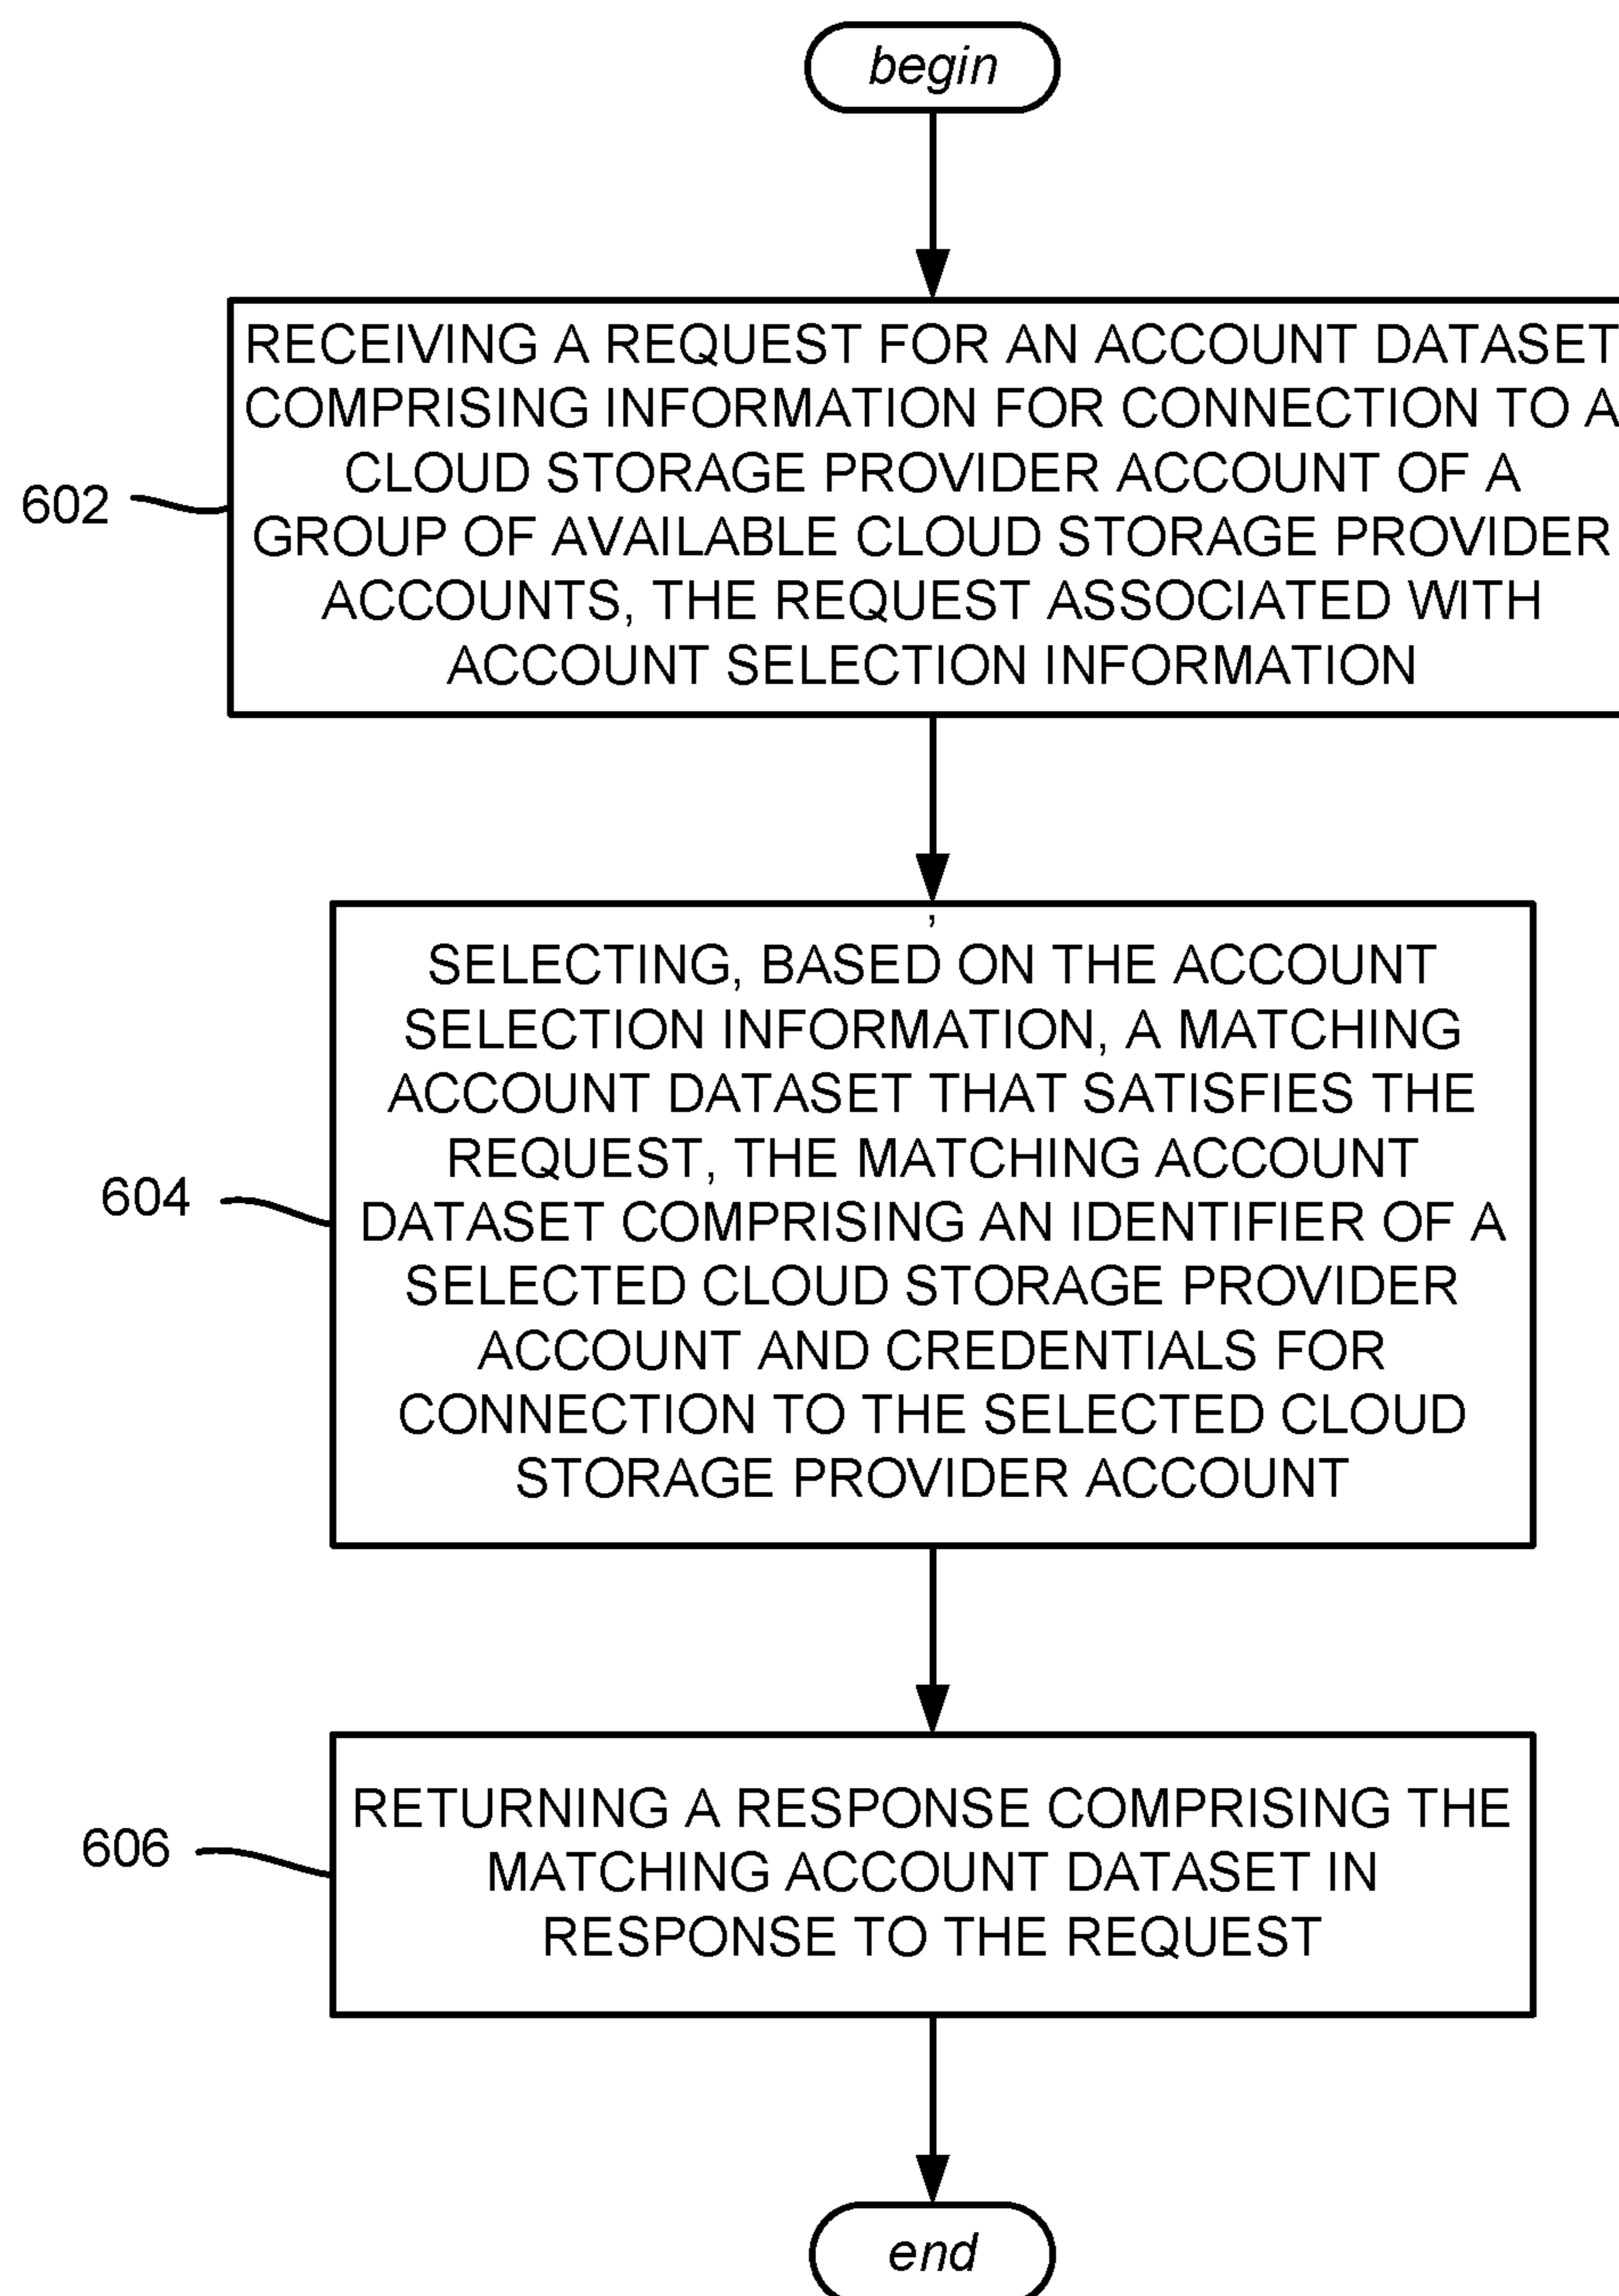 begin
RECEIVING A REQUEST FOR AN ACCOUNT DATASET
COMPRISING INFORMATION FOR CONNECTION TO A
CLOUD STORAGE PROVIDER ACCOUNT OF A
GROUP OF AVAILABLE CLOUD STORAGE PROVIDER
ACCOUNTS, THE REQUEST ASSOCIATED WITH
ACCOUNT SELECTION INFORMATION
602
,
SELECTING, BASED ON THE ACCOUNT
SELECTION INFORMATION, A MATCHING
ACCOUNT DATASET THAT SATISFIES THE
REQUEST, THE MATCHING ACCOUNT
DATASET COMPRISING AN IDENTIFIER OF A
SELECTED CLOUD STORAGE PROVIDER
ACCOUNT AND CREDENTIALS FOR
CONNECTION TO THE SELECTED CLOUD
STORAGE PROVIDER ACCOUNT
604
RETURNING A RESPONSE COMPRISING THE
MATCHING ACCOUNT DATASET IN
RESPONSE TO THE REQUEST
606
end